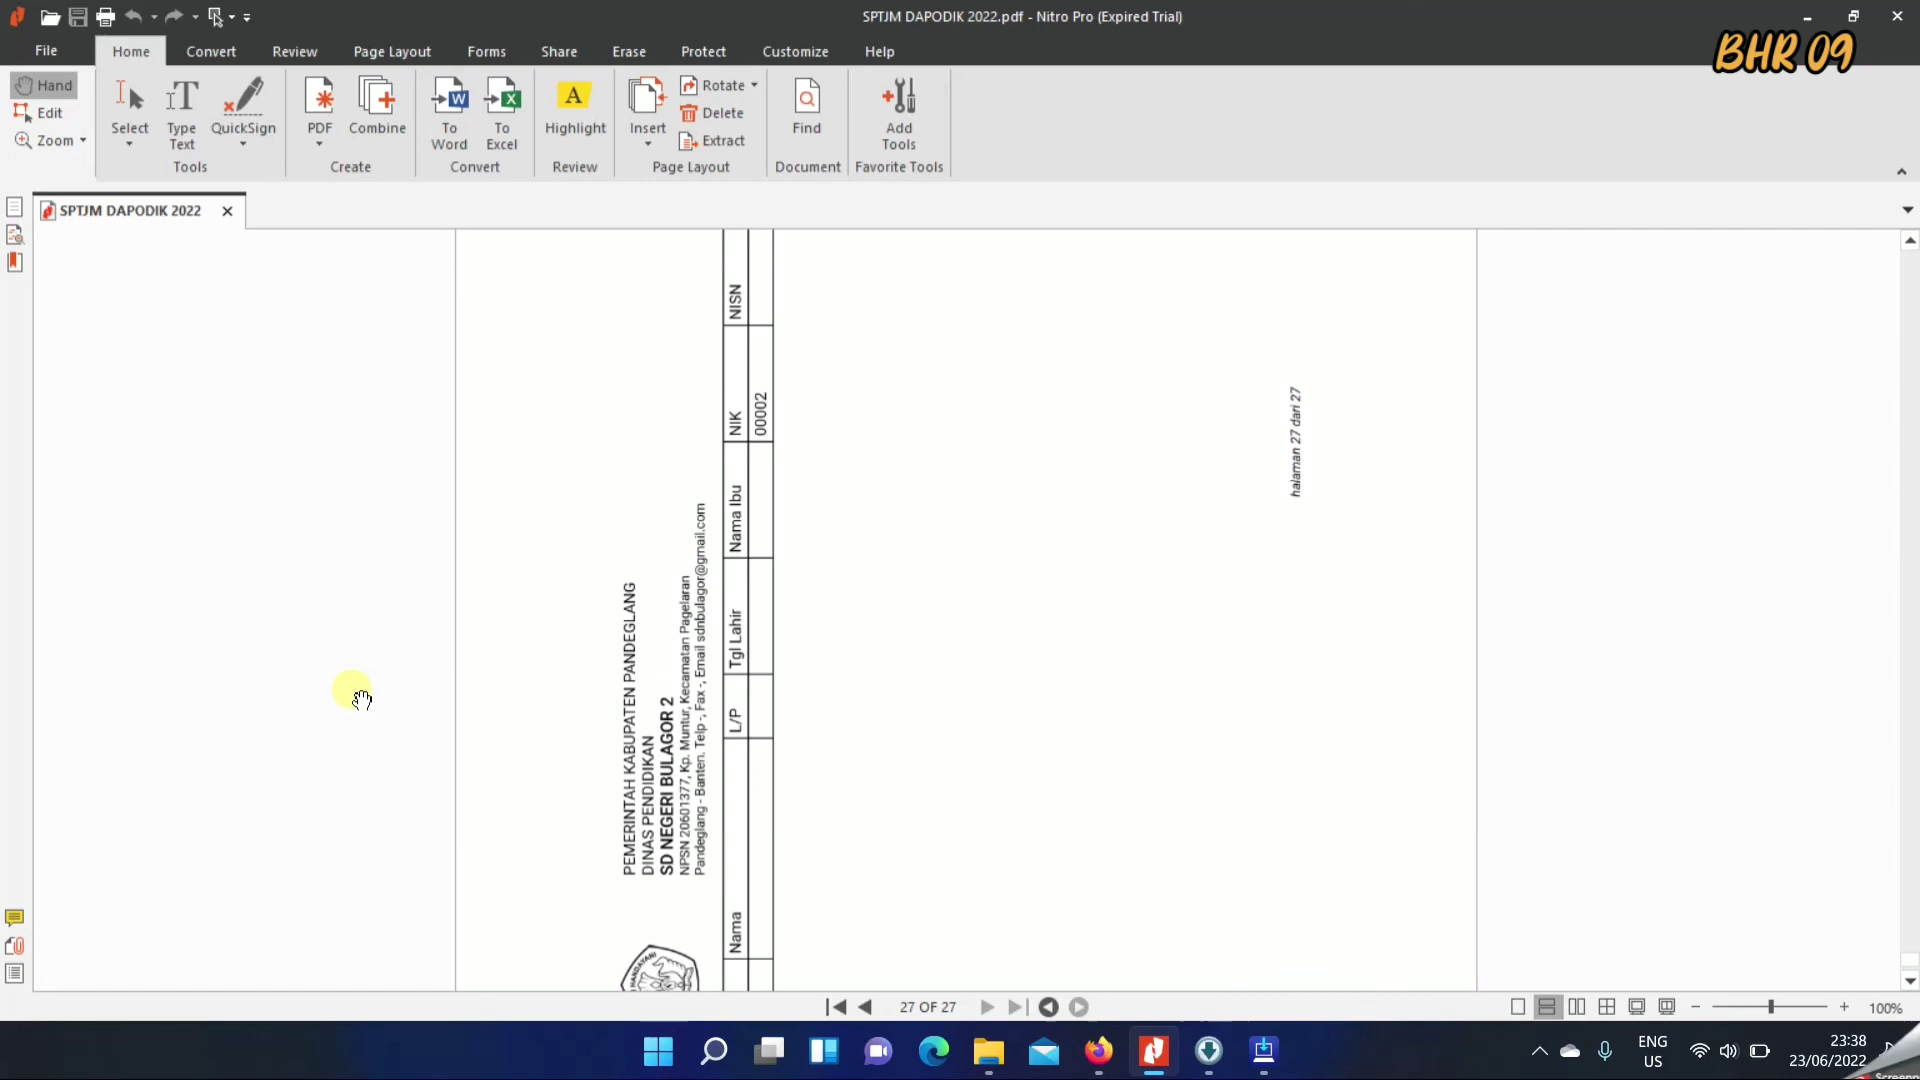 SPTJM DAPODIK 2022.pdf - Nitro Pro (Expired Trial)
BHR 09
File
Home
Convert
Review
Page Layout
Forms
Share
Erase
Protect
Customize
Help
Hand
Edit
Zoom
Select
Type
Text
QuickSign
Tools
PDF
Combine
Create
To
Word
To
Excel
Convert
Highlight
Review
Insert
Rotate
Delete
Extract
Page Layout
Find
Document
Add
Tools
Favorite Tools
SPTJM DAPODIK 2022
PEMERINTAH KABUPATEN PANDEGLANG
DINAS PENDIDIKAN
SD NEGERI BULAGOR 2
NPSN 20601377, Kp. Muntur, Kecamatan Pagelaran
Pandeglang - Banten. Telp -, Fax -, Email sdnbulagor@gmail.com
HANDAYANI
Nama
L/P
Tgl Lahir
Nama Ibu
NIK
NISN
00002
halaman 27 dari 27
27 OF 27
100%
ENG
US
23:38
23/06/2022